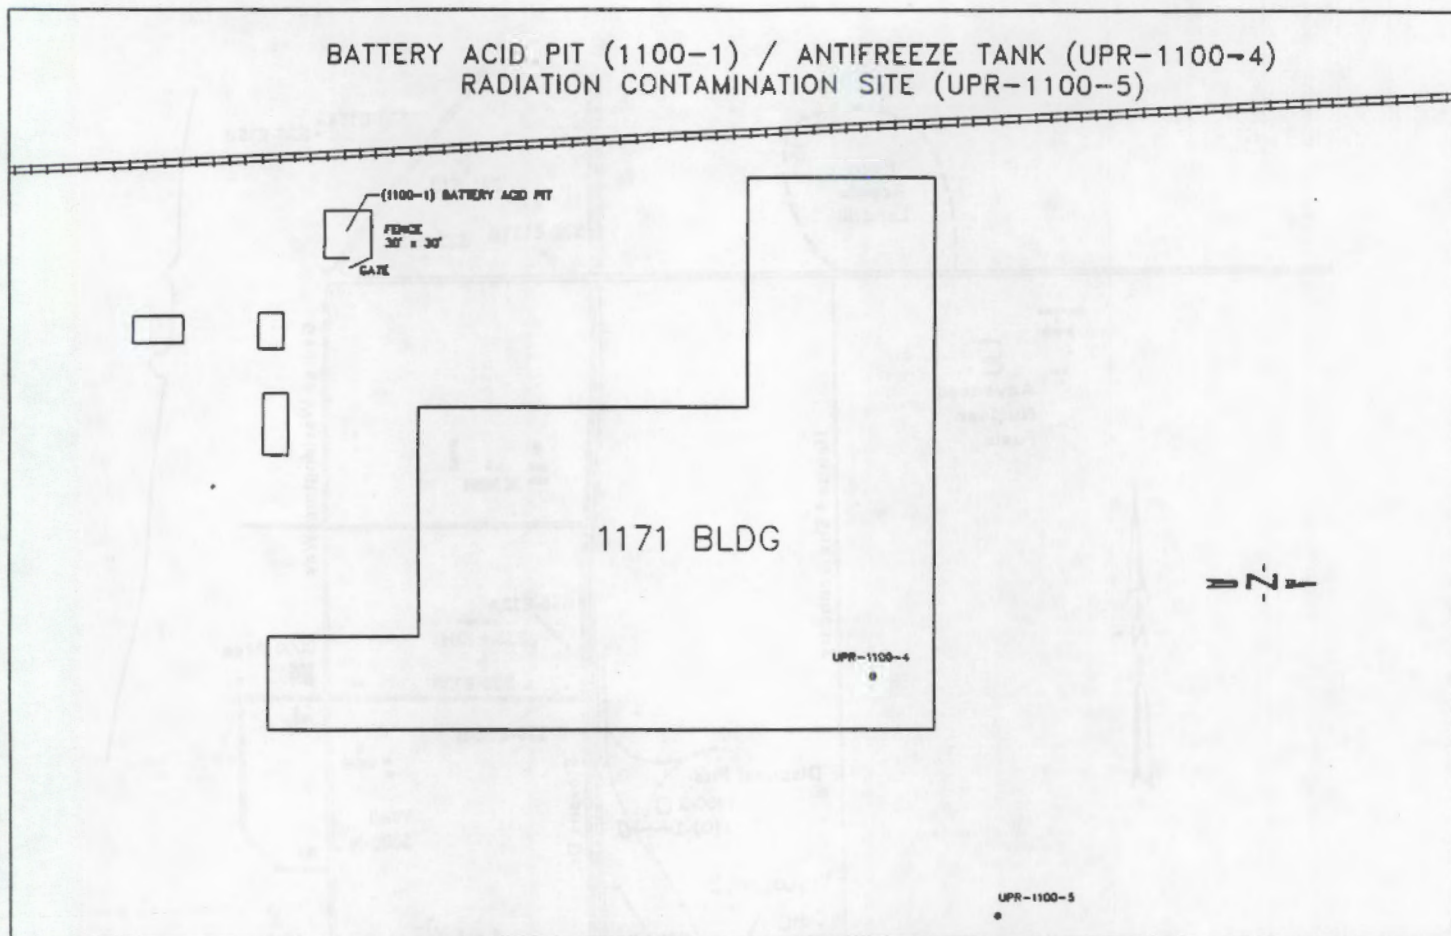 BATTERY ACID PIT (1100-1) / ANTIFREEZE TANK (UPR-1100-4)
RADIATION CONTAMINATION SITE (UPR-1100-5)
(1100-1) BATTERY ACID PIT
FENCE
30' x 30'
GATE
1171 BLDG
N
UPR-1100-4
UPR-1100-5